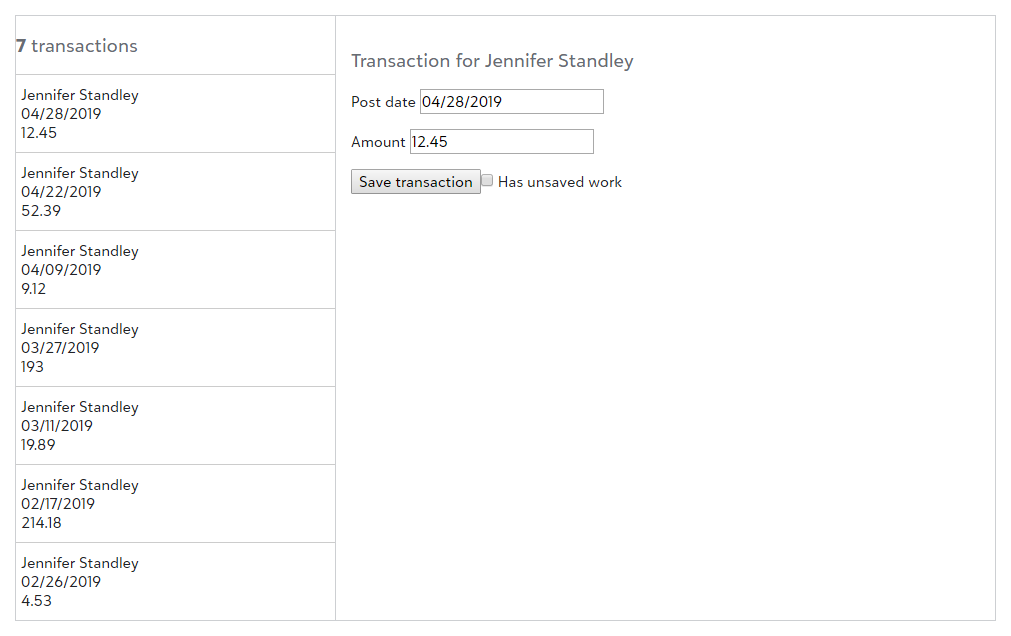 7 transactions
Jennifer Standley
04/28/2019
12.45
Jennifer Standley
04/22/2019
52.39
Jennifer Standley
04/09/2019
9.12
Jennifer Standley
03/27/2019
193
Jennifer Standley
03/11/2019
19.89
Jennifer Standley
02/17/2019
214.18
Jennifer Standley
02/26/2019
4.53
Transaction for Jennifer Standley
Post date 04/28/2019
Amount 12.45
Save transaction Has unsaved work